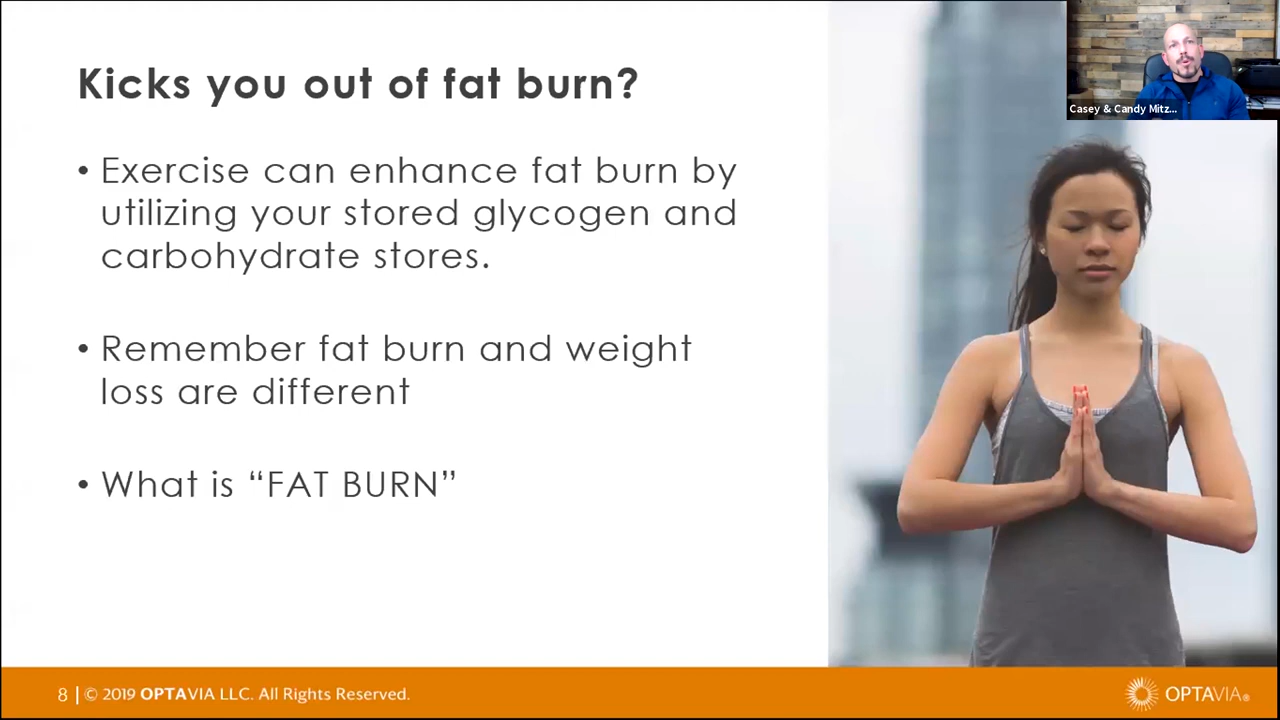 Kicks you out of fat burn?
• Exercise can enhance fat burn by
utilizing your stored glycogen and
carbohydrate stores.
• Remember fat burn and weight
loss are different
• What is “FAT BURN”
Casey & Candy Mitz...
8 | © 2019 OPTAVIA LLC. All Rights Reserved.
OPTAVIA®